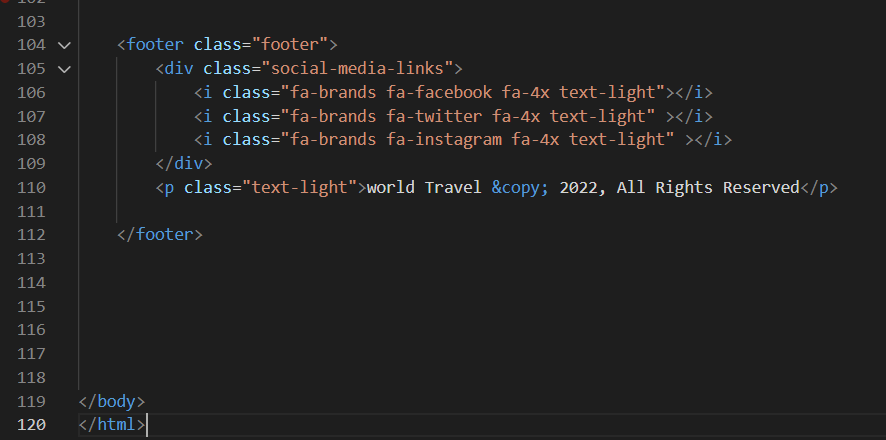 102
103
104 <footer class="footer">
105 <div class="social-media-links">
106 <i class="fa-brands fa-facebook fa-4x text-light"></i>
107 <i class="fa-brands fa-twitter fa-4x text-light" ></i>
108 <i class="fa-brands fa-instagram fa-4x text-light" ></i>
109 </div>
110 <p class="text-light">world Travel &copy; 2022, All Rights Reserved</p>
111
112 </footer>
113
114
115
116
117
118
119 </body>
120 </html>